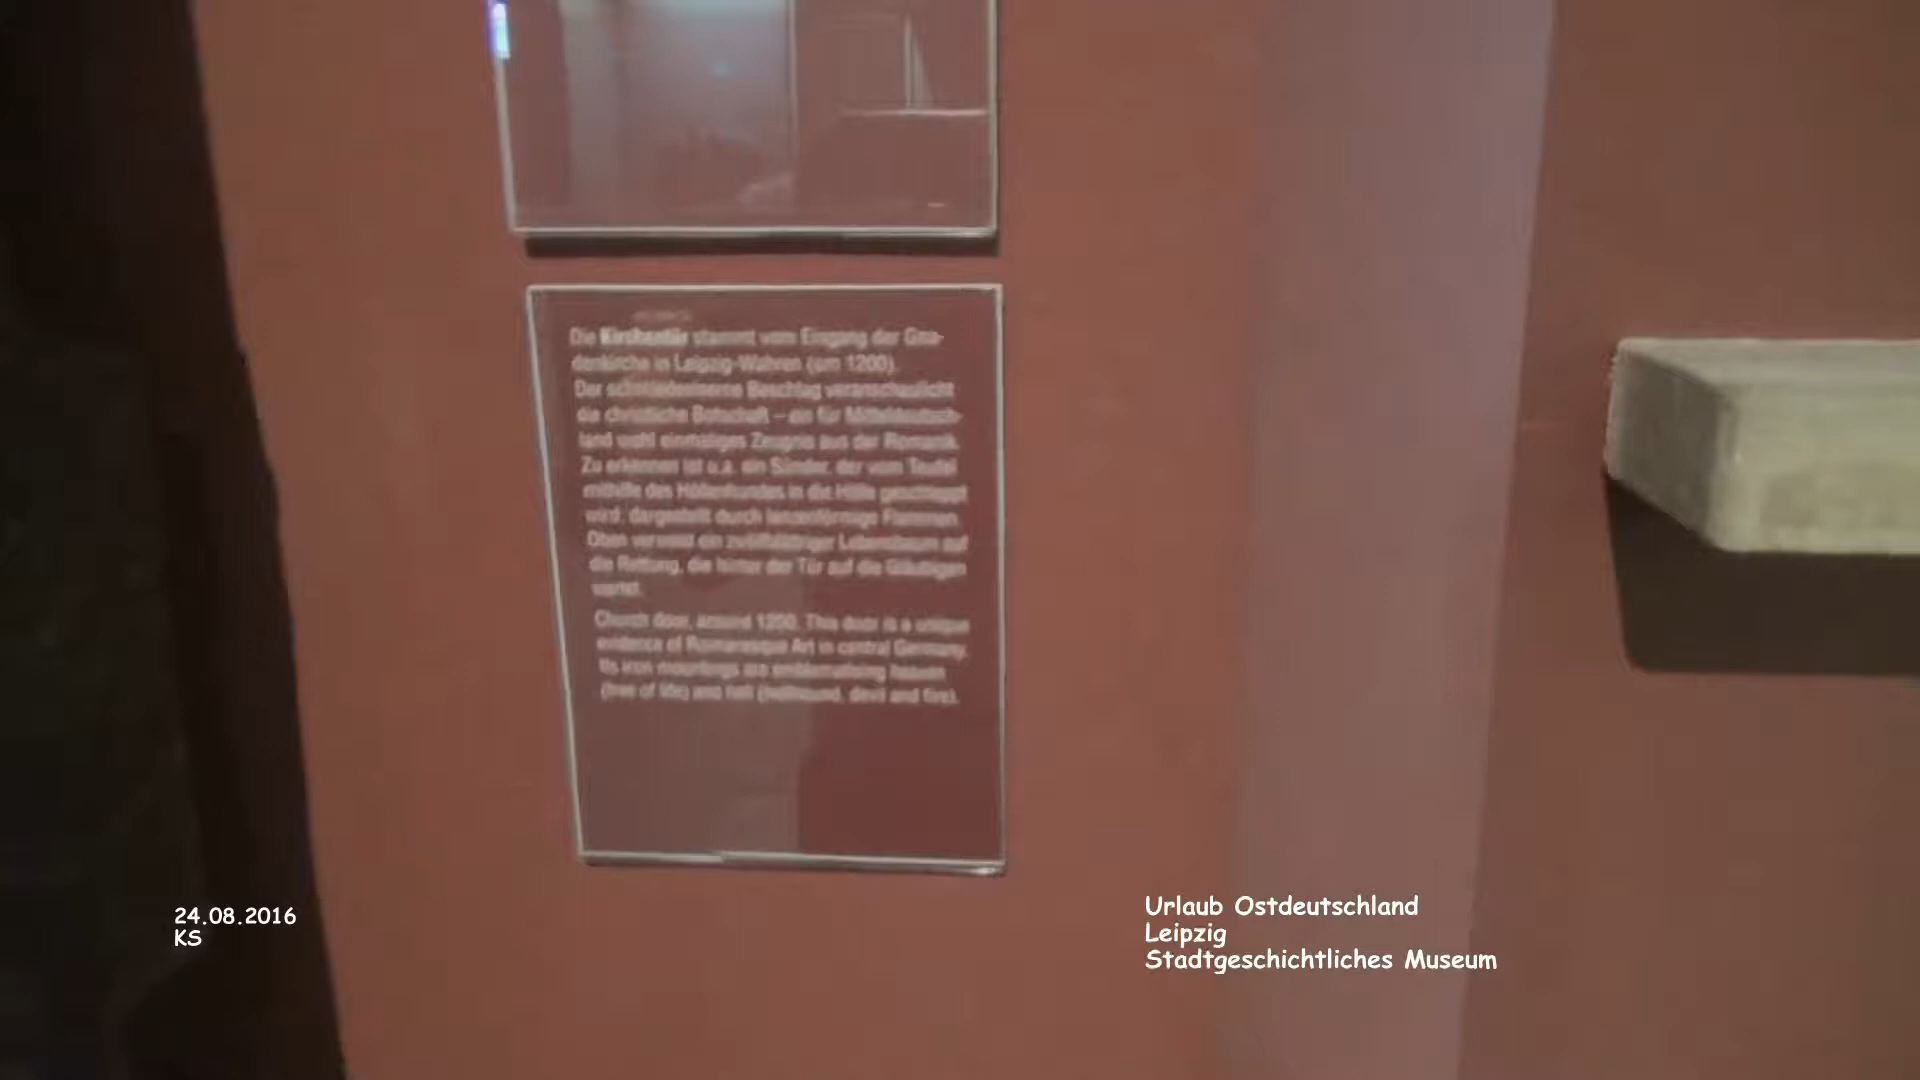 Die Kirchentür stammt vom Eingang der Gna-
denkirche in Leipzig-Wahren (um 1200).
Der schmiedeeiserne Beschlag veranschaulicht
die christliche Botschaft – ein für Mitteldeutsch-
land wohl einmaliges Zeugnis aus der Romanik.
Zu erkennen ist u.a. ein Sünder, der vom Teufel
mithilfe des Höllenhundes in die Hölle geschleppt
wird, dargestellt durch lanzenförmige Flammen.
Oben verweist ein zwölfblättriger Lebensbaum auf
die Rettung, die hinter der Tür auf die Gläubigen
wartet.
Church door, around 1200. This door is a unique
evidence of Romanesque Art in central Germany.
Its iron mountings are emblematising heaven
(tree of life) and hell (hellhound, devil and fire).
24.08.2016
KS
Urlaub Ostdeutschland
Leipzig
Stadtgeschichtliches Museum